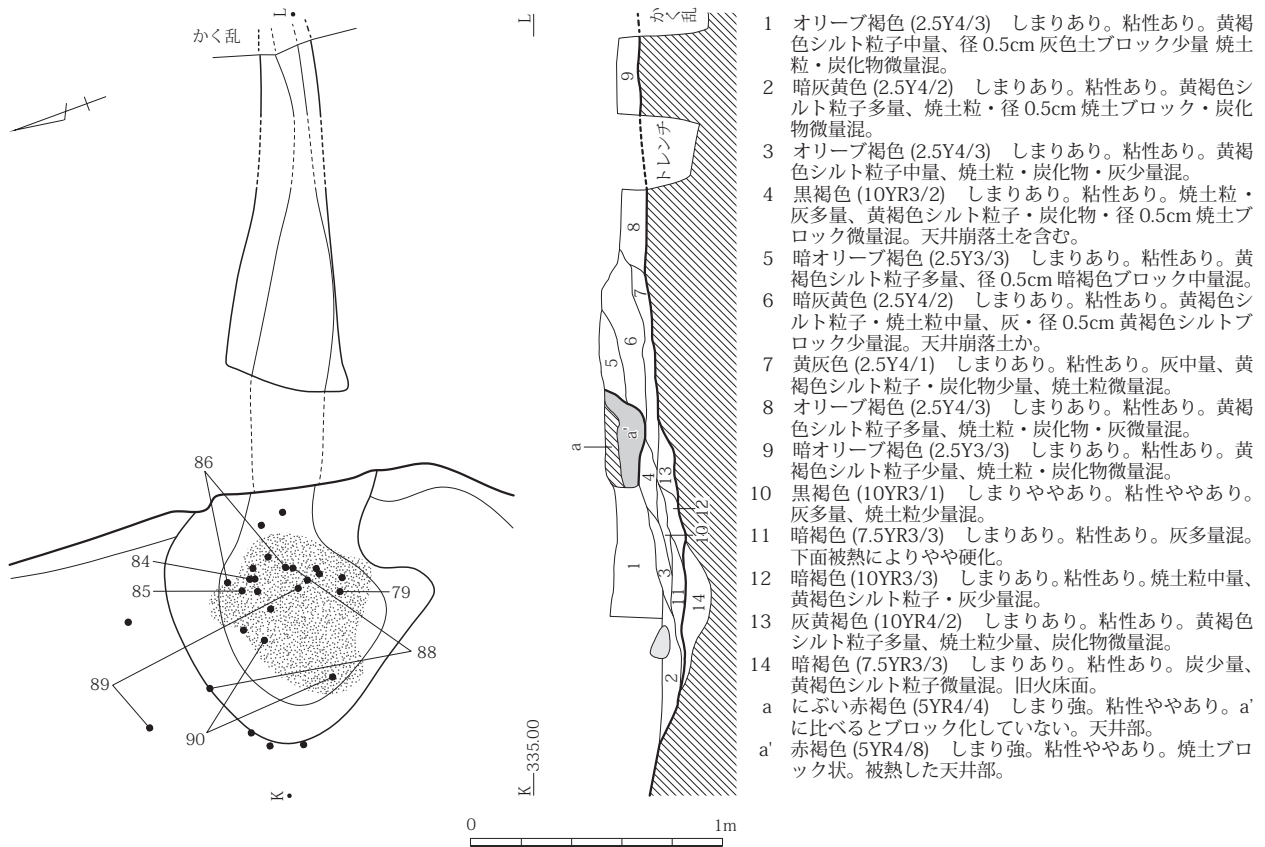 かく乱
L
L
かく乱
9
トレンチ
8
7
6
5
a
a'
4
13
12
10
1
3
11
14
2
86
84
85
79
88
89
90
K
K
335.00
0
1m
1 オリーブ褐色 (2.5Y4/3) しまりあり。粘性あり。黄褐
色シルト粒子中量、径 0.5cm 灰色土ブロック少量 焼土
粒・炭化物微量混。
2 暗灰黄色 (2.5Y4/2) しまりあり。粘性あり。黄褐色シ
ルト粒子多量、焼土粒・径 0.5cm 焼土ブロック・炭化
物微量混。
3 オリーブ褐色 (2.5Y4/3) しまりあり。粘性あり。黄褐
色シルト粒子中量、焼土粒・炭化物・灰少量混。
4 黒褐色 (10YR3/2) しまりあり。粘性あり。焼土粒・
灰多量、黄褐色シルト粒子・炭化物・径 0.5cm 焼土ブ
ロック微量混。天井崩落土を含む。
5 暗オリーブ褐色 (2.5Y3/3) しまりあり。粘性あり。黄
褐色シルト粒子多量、径 0.5cm 暗褐色ブロック中量混。
6 暗灰黄色 (2.5Y4/2) しまりあり。粘性あり。黄褐色シ
ルト粒子・焼土粒中量、灰・径 0.5cm 黄褐色シルトブ
ロック少量混。天井崩落土か。
7 黄灰色 (2.5Y4/1) しまりあり。粘性あり。灰中量、黄
褐色シルト粒子・炭化物少量、焼土粒微量混。
8 オリーブ褐色 (2.5Y4/3) しまりあり。粘性あり。黄褐
色シルト粒子多量、焼土粒・炭化物・灰微量混。
9 暗オリーブ褐色 (2.5Y3/3) しまりあり。粘性あり。黄
褐色シルト粒子少量、焼土粒・炭化物微量混。
10 黒褐色 (10YR3/1) しまりややあり。粘性ややあり。
灰多量、焼土粒少量混。
11 暗褐色 (7.5YR3/3) しまりあり。粘性あり。灰多量混。
下面被熱によりやや硬化。
12 暗褐色 (10YR3/3) しまりあり。粘性あり。焼土粒中量、
黄褐色シルト粒子・灰少量混。
13 灰黄褐色 (10YR4/2) しまりあり。粘性あり。黄褐色
シルト粒子多量、焼土粒少量、炭化物微量混。
14 暗褐色 (7.5YR3/3) しまりあり。粘性あり。炭少量、
黄褐色シルト粒子微量混。旧火床面。
a にぶい赤褐色 (5YR4/4) しまり強。粘性ややあり。a'
に比べるとブロック化していない。天井部。
a' 赤褐色 (5YR4/8) しまり強。粘性ややあり。焼土ブロ
ック状。被熱した天井部。